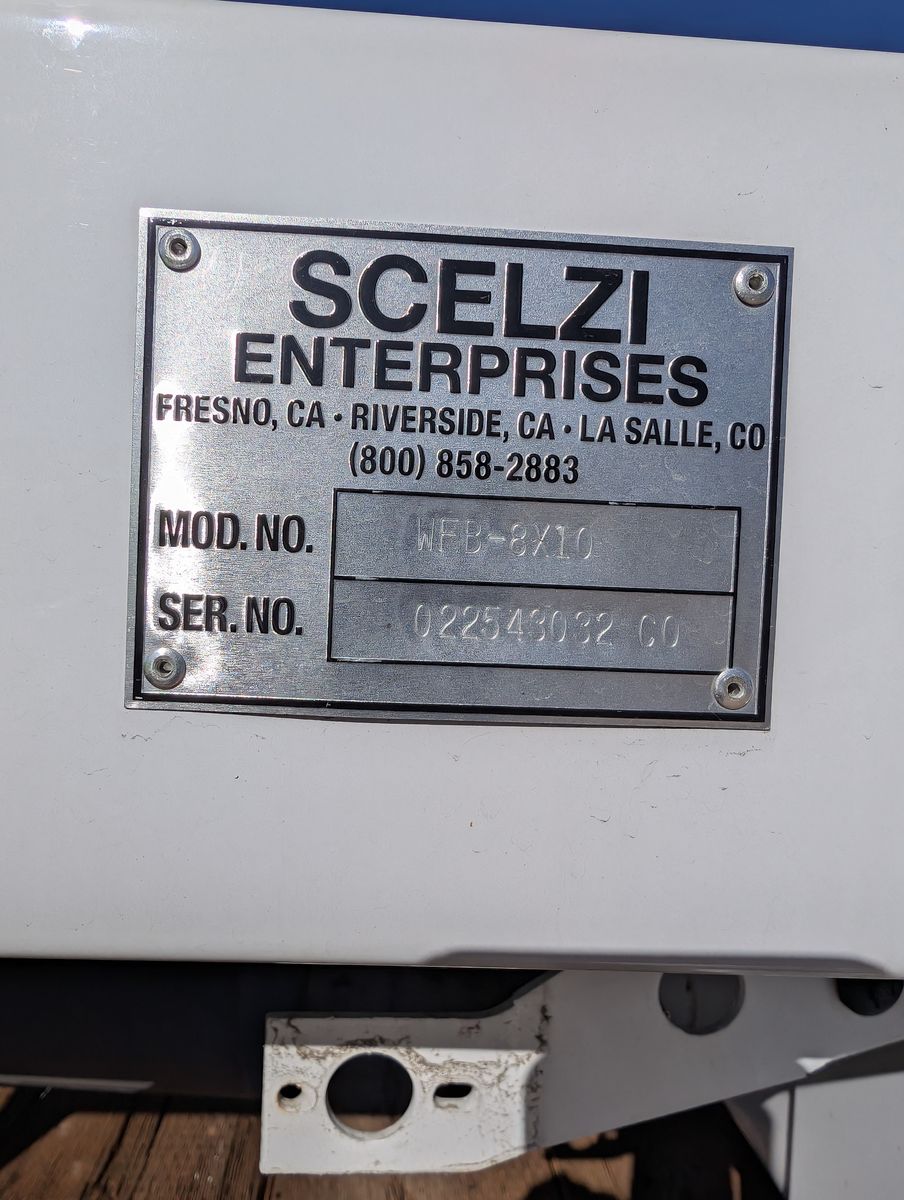 SCELZI
ENTERPRISES
FRESNO, CA • RIVERSIDE, CA • LA SALLE, CO
(800) 858-2883
MOD. NO. WFB-8X10
SER. NO. 022543032 CO